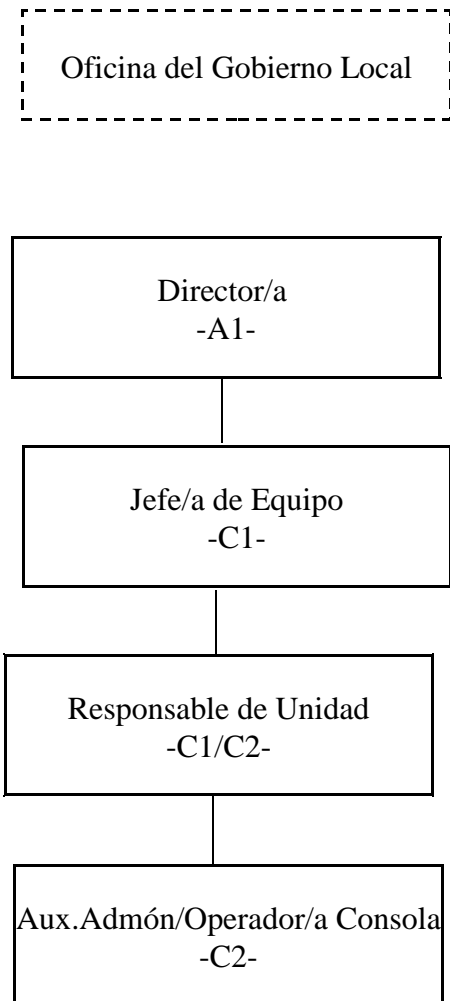 Oficina del Gobierno Local
Director/a
-A1-
Jefe/a de Equipo
-C1-
Responsable de Unidad
-C1/C2-
Aux.Admón/Operador/a Consola
-C2-